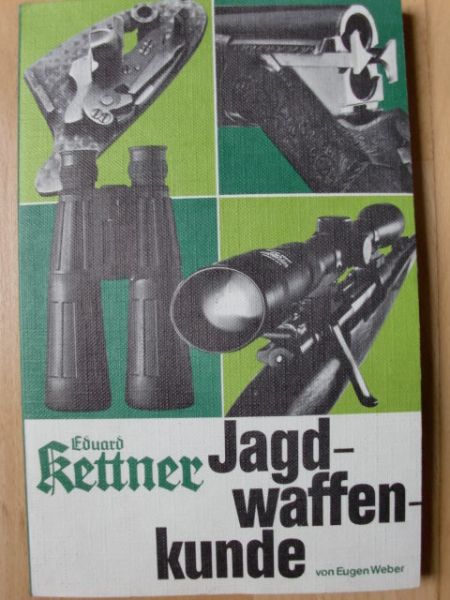 Eduard
Kettner
Jagd-
waffen-
kunde
von Eugen Weber